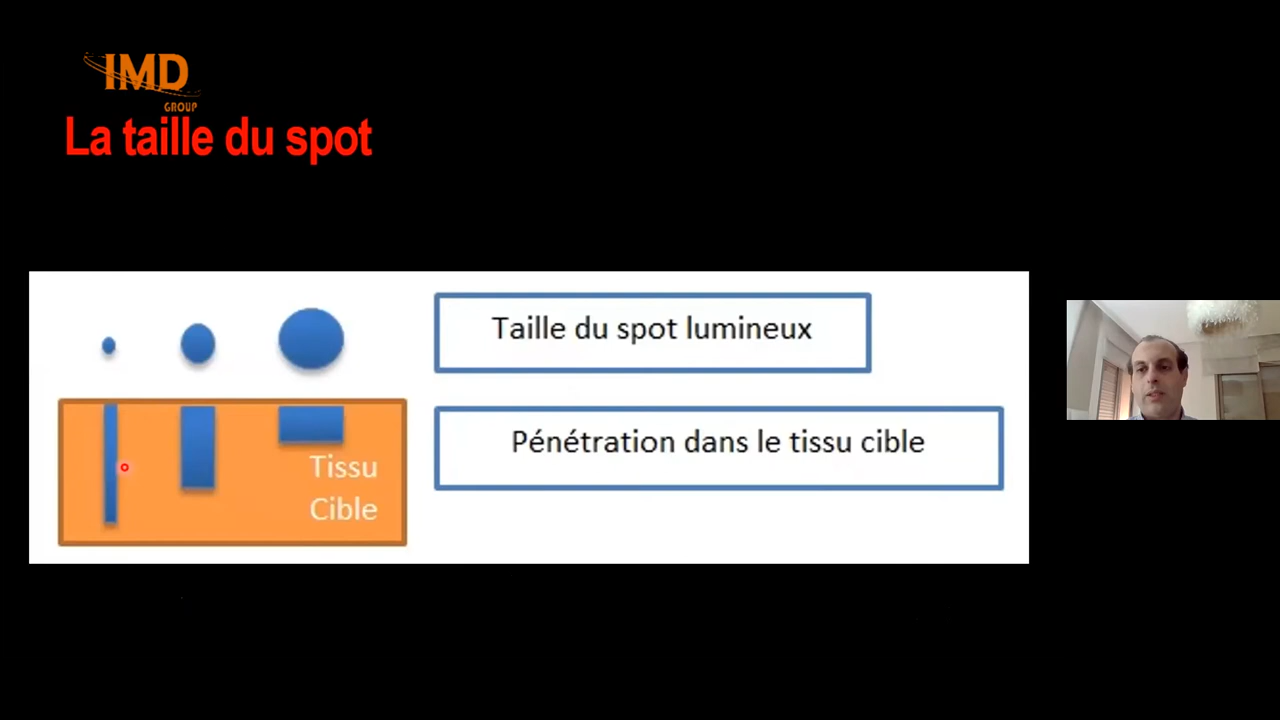 IMD
GROUP
La taille du spot
Taille du spot lumineux
Pénétration dans le tissu cible
Tissu
Cible